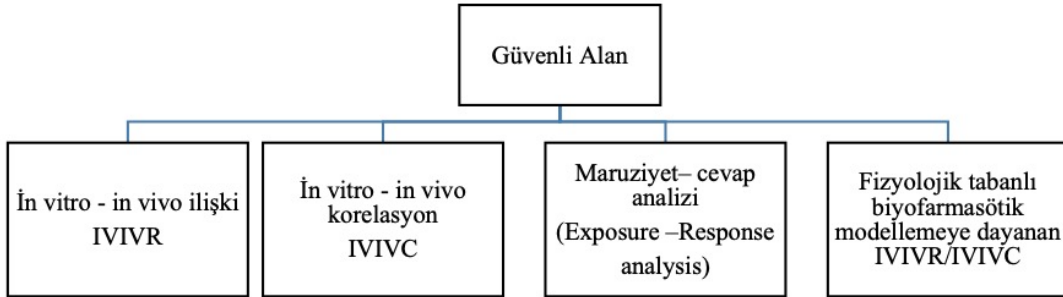 Güvenli Alan
İn vitro - in vivo ilişki
IVIVR
İn vitro - in vivo
korelasyon
IVIVC
Maruziyet– cevap
analizi
(Exposure –Response
analysis)
Fizyolojik tabanlı
biyofarmasötik
modellemeye dayanan
IVIVR/IVIVC